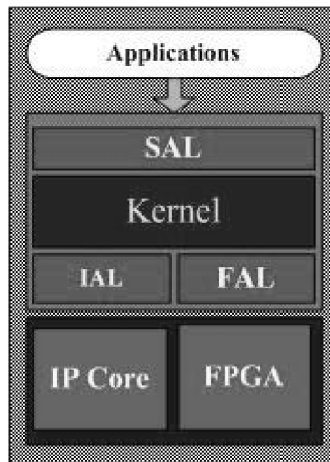 Applications
SAL
Kernel
IAL
FAL
IP Core
FPGA